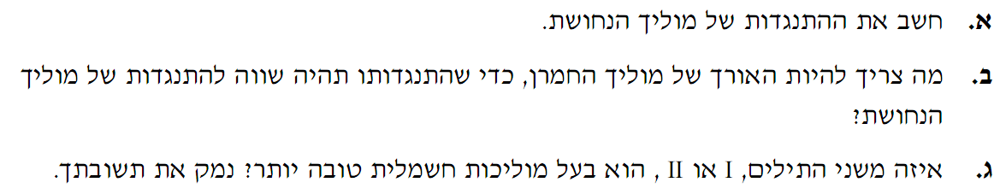 א. חשב את ההתנגדות של מוליך הנחושת.
ב. מה צריך להיות האורך של מוליך החמרן, כדי שהתנגדותו תהיה שווה להתנגדות של מוליך
הנחושת?
ג. איזה משני התילים, I או II , הוא בעל מוליכות חשמלית טובה יותר? נמק את תשובתך.